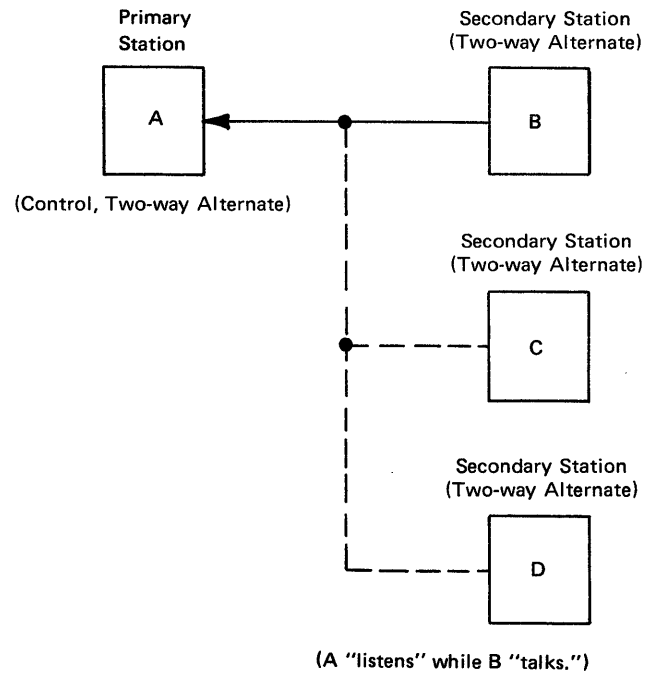 Primary
Station
A
(Control, Two-way Alternate)
Secondary Station
(Two-way Alternate)
B
Secondary Station
(Two-way Alternate)
C
Secondary Station
(Two-way Alternate)
D
(A "listens" while B "talks.")